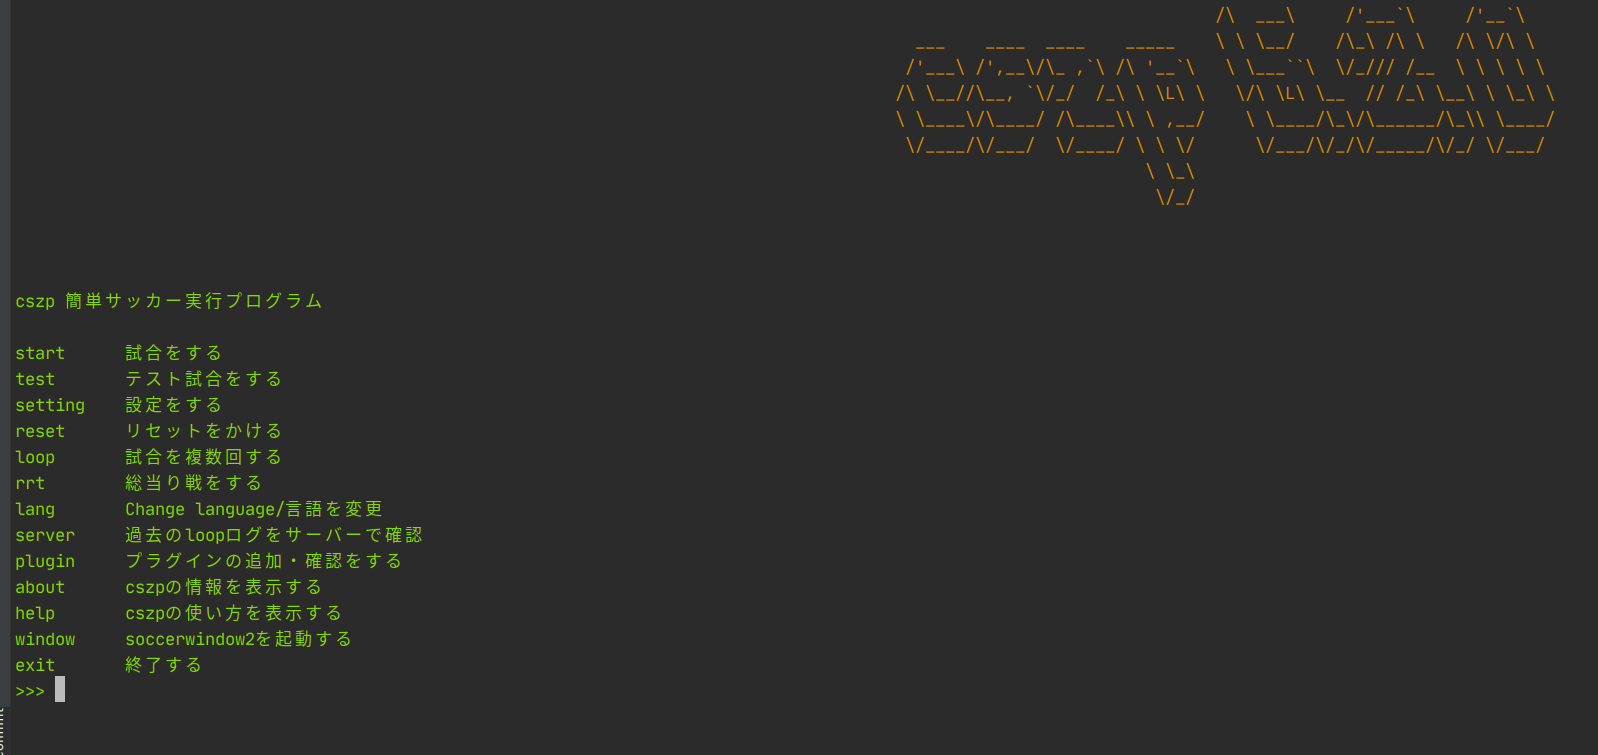 cszp 簡単サッカー実行プログラム
start 試合をする
test テスト試合をする
setting 設定をする
reset リセットをかける
loop 試合を複数回する
rrt 総当り戦をする
lang Change language/言語を変更
server 過去のloopログをサーバーで確認
plugin プラグインの追加・確認をする
about cszpの情報を表示する
help cszpの使い方を表示する
window soccerwindow2を起動する
exit 終了する
>>>